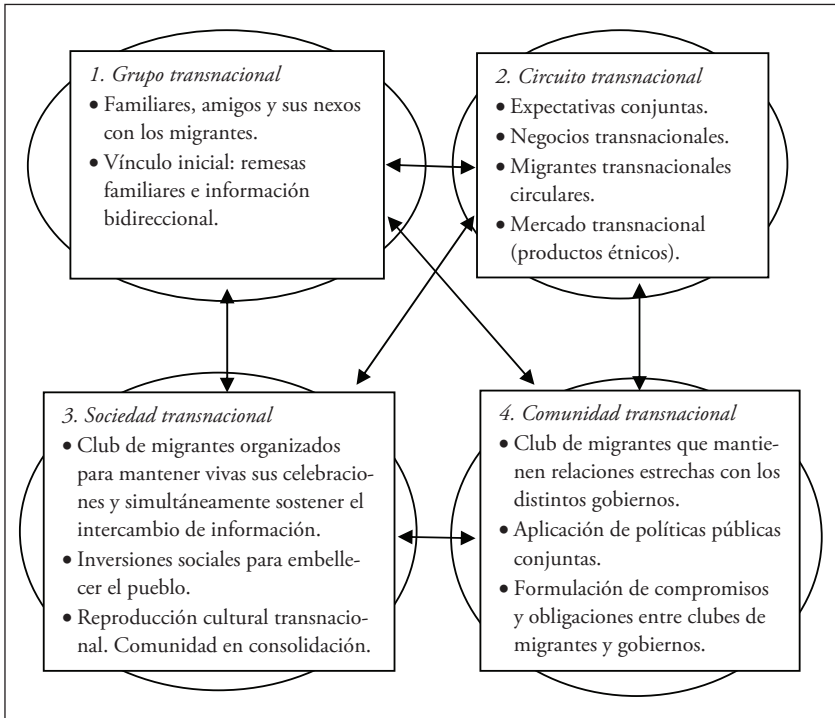 1. Grupo transnacional
• Familiares, amigos y sus nexos
con los migrantes.
• Vínculo inicial: remesas
familiares e información
bidireccional.
2. Circuito transnacional
• Expectativas conjuntas.
• Negocios transnacionales.
• Migrantes transnacionales
circulares.
• Mercado transnacional
(productos étnicos).
3. Sociedad transnacional
• Club de migrantes organizados
para mantener vivas sus celebracio-
nes y simultáneamente sostener el
intercambio de información.
• Inversiones sociales para embelle-
cer el pueblo.
• Reproducción cultural transnacio-
nal. Comunidad en consolidación.
4. Comunidad transnacional
• Club de migrantes que mantie-
nen relaciones estrechas con los
distintos gobiernos.
• Aplicación de políticas públicas
conjuntas.
• Formulación de compromisos
y obligaciones entre clubes de
migrantes y gobiernos.